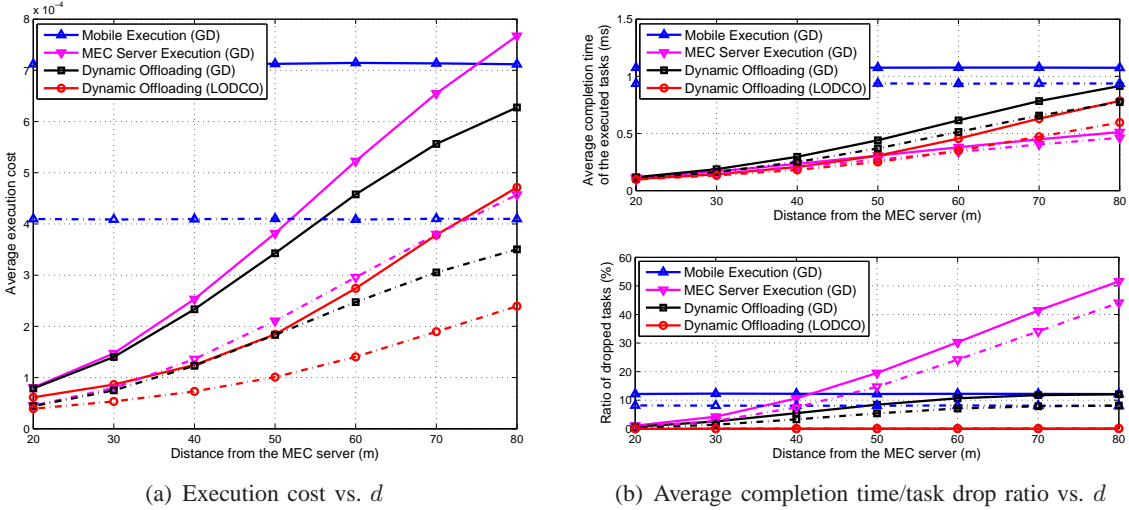 x 10⁻⁴
8
7
6
5
4
3
2
1
0
Average execution cost
Mobile Execution (GD)
MEC Server Execution (GD)
Dynamic Offloading (GD)
Dynamic Offloading (LODCO)
20 30 40 50 60 70 80
Distance from the MEC server (m)
(a) Execution cost vs. d
1.5
1
0.5
0
Average completion time
of the executed tasks (ms)
Mobile Execution (GD)
MEC Server Execution (GD)
Dynamic Offloading (GD)
Dynamic Offloading (LODCO)
20 30 40 50 60 70 80
Distance from the MEC server (m)
60
50
40
30
20
10
0
Ratio of dropped tasks (%)
Mobile Execution (GD)
MEC Server Execution (GD)
Dynamic Offloading (GD)
Dynamic Offloading (LODCO)
20 30 40 50 60 70 80
Distance from the MEC server (m)
(b) Average completion time/task drop ratio vs. d